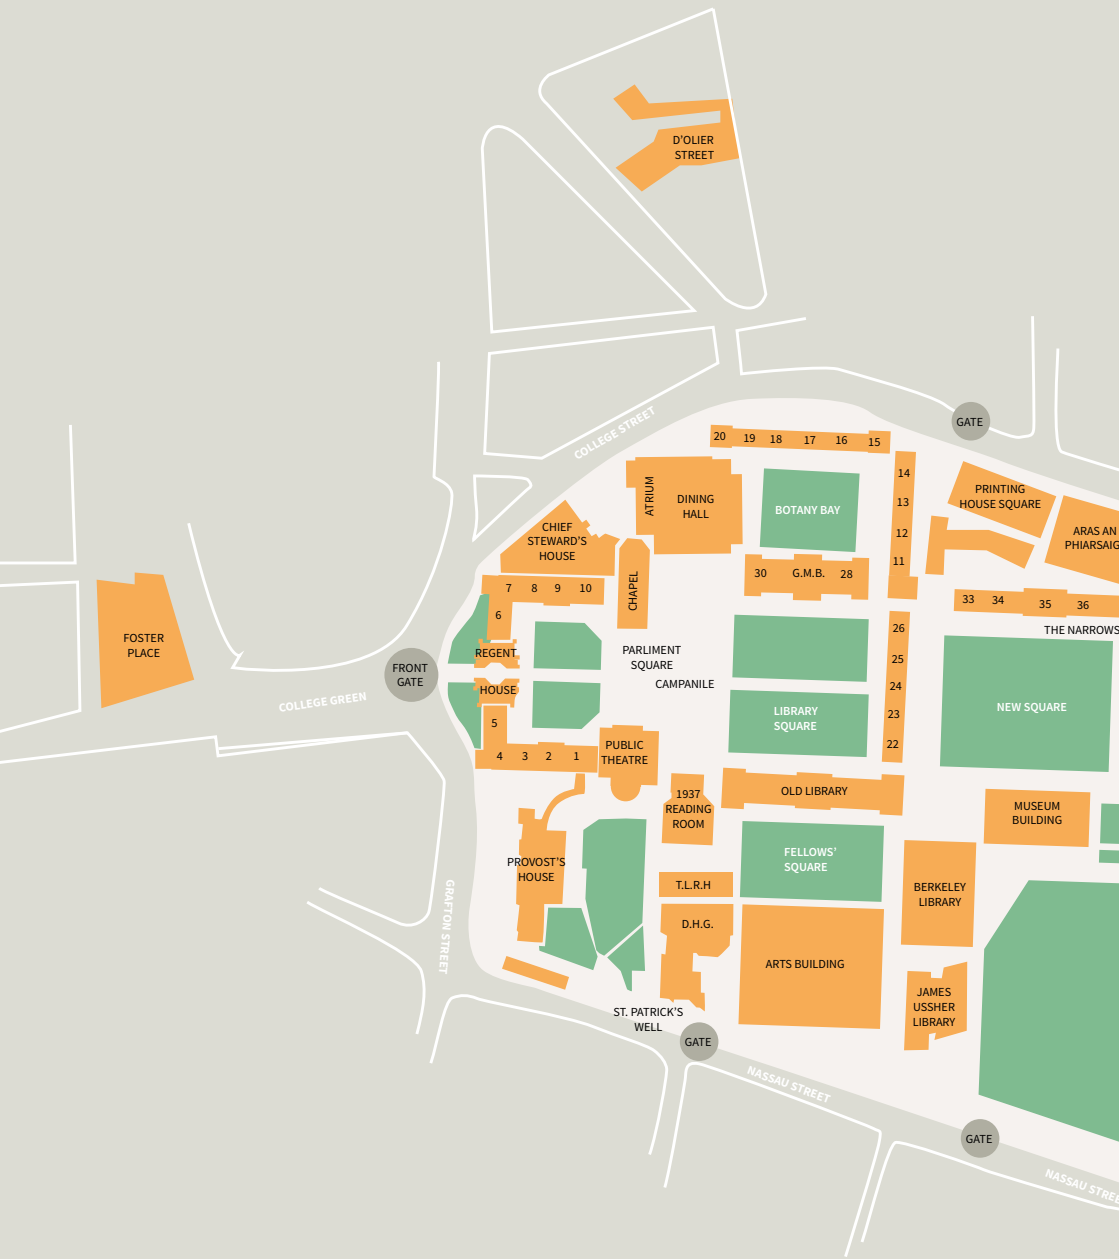 D'OLIER
STREET
COLLEGE STREET
GATE
20 19 18 17 16 15
ATRIUM
DINING
HALL
BOTANY BAY
14
13
12
11
PRINTING
HOUSE SQUARE
ARAS AN
PHIARSAIG
CHIEF
STEWARD'S
HOUSE
7 8 9 10
CHAPEL
30 G.M.B. 28
33 34 35 36
THE NARROWS
6
REGENT
HOUSE
5
4 3 2 1
FOSTER
PLACE
FRONT
GATE
COLLEGE GREEN
PARLIMENT
SQUARE
CAMPANILE
26
25
24
23
22
NEW SQUARE
LIBRARY
SQUARE
PUBLIC
THEATRE
1937
READING
ROOM
OLD LIBRARY
MUSEUM
BUILDING
PROVOST'S
HOUSE
FELLOWS'
SQUARE
T.L.R.H
D.H.G.
BERKELEY
LIBRARY
GRAFTON STREET
ARTS BUILDING
JAMES
USSHER
LIBRARY
ST. PATRICK'S
WELL
GATE
NASSAU STREET
GATE
NASSAU STREE